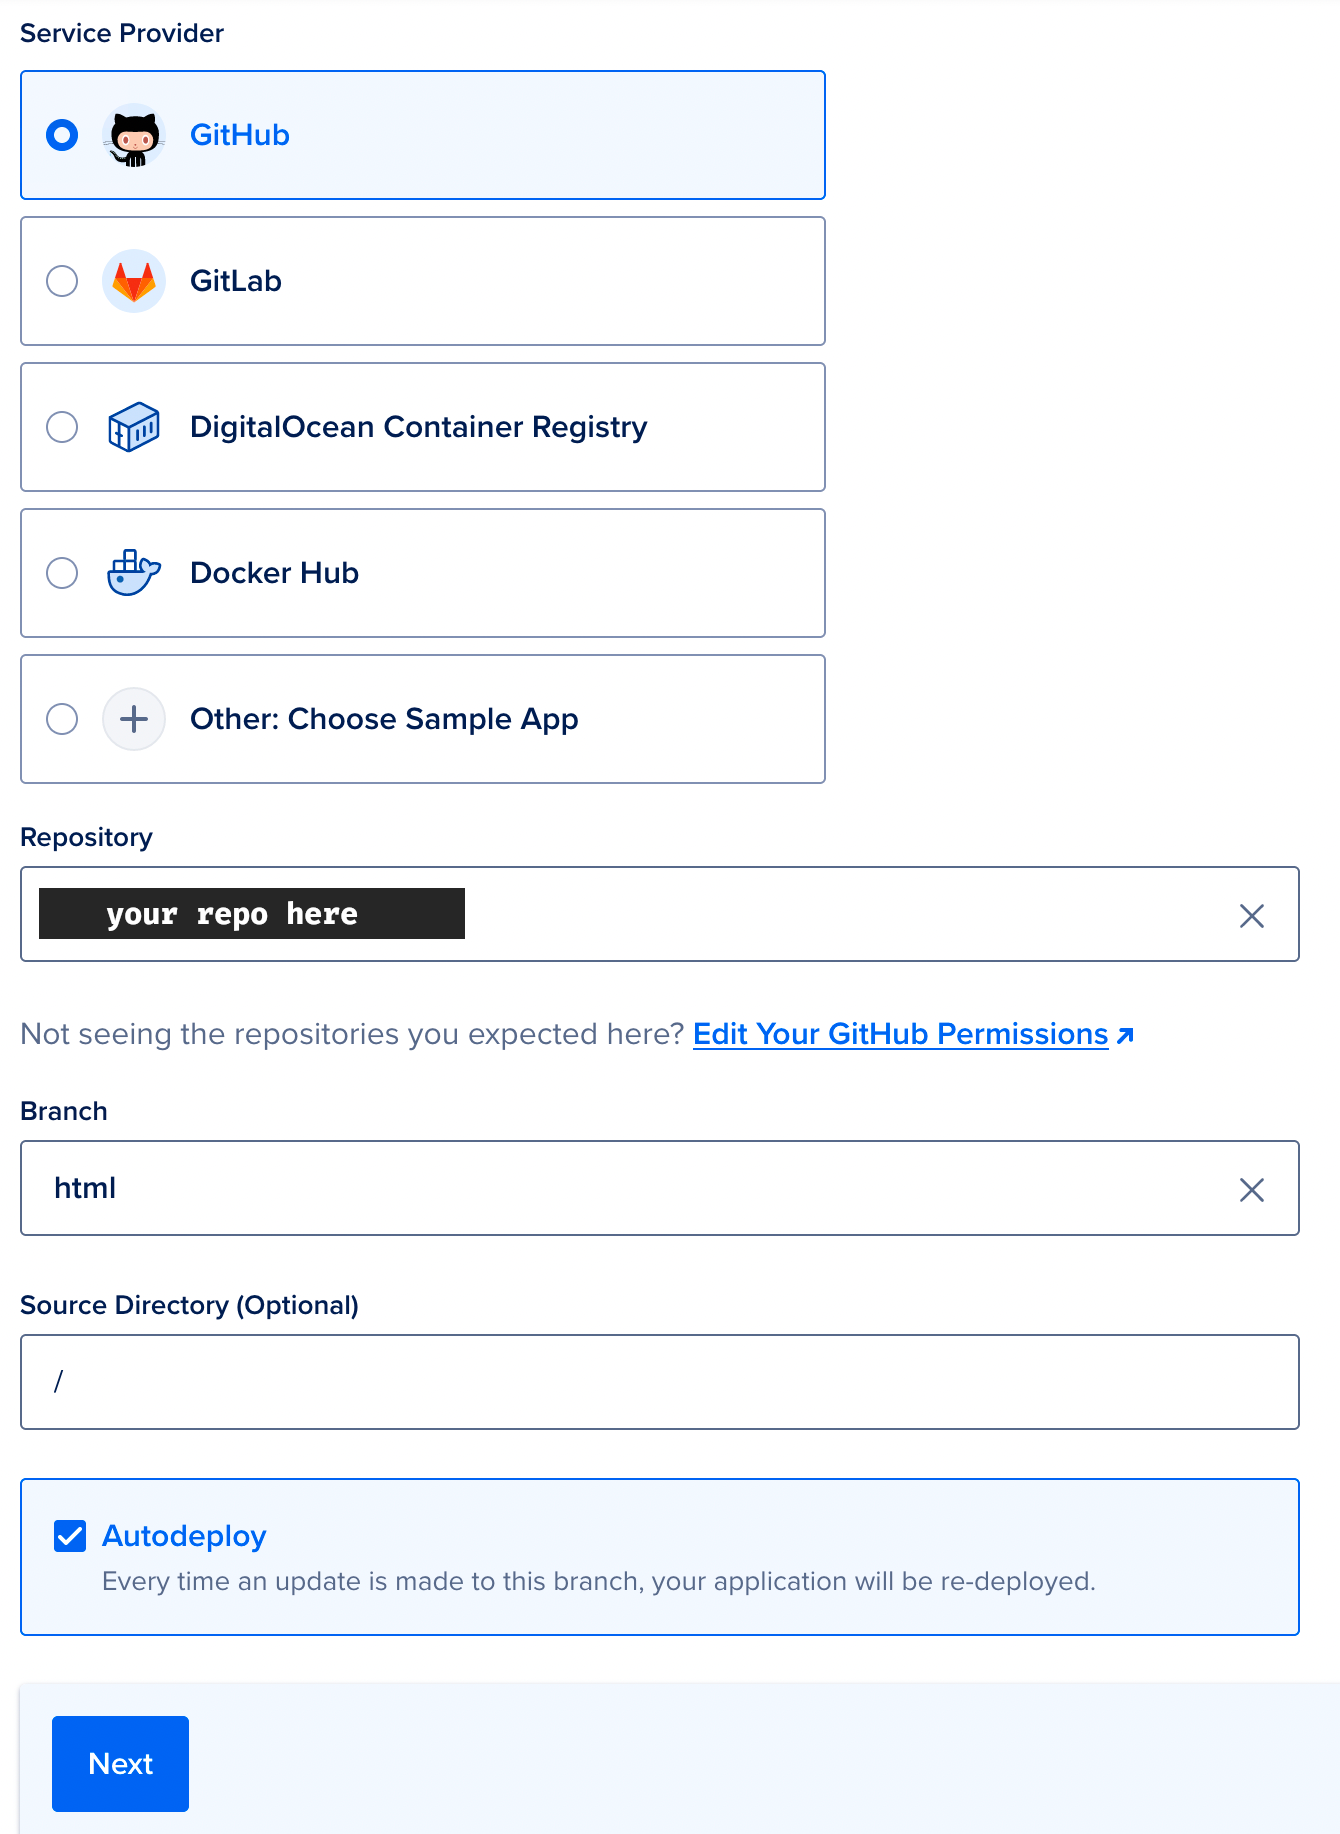 Service Provider
GitHub
GitLab
DigitalOcean Container Registry
Docker Hub
Other: Choose Sample App
Repository
your repo here
Not seeing the repositories you expected here? Edit Your GitHub Permissions
Branch
html
Source Directory (Optional)
/
Autodeploy
Every time an update is made to this branch, your application will be re-deployed.
Next